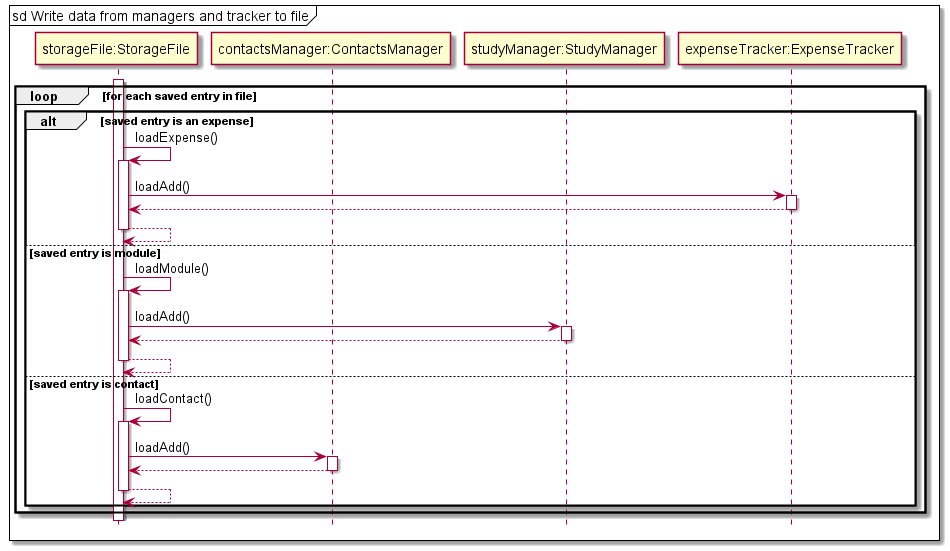 sd Write data from managers and tracker to file
storageFile:StorageFile contactsManager:ContactsManager studyManager:StudyManager expenseTracker:ExpenseTracker
loop [for each saved entry in file]
alt [saved entry is an expense]
loadExpense()
loadAdd()
[saved entry is module]
loadModule()
loadAdd()
[saved entry is contact]
loadContact()
loadAdd()